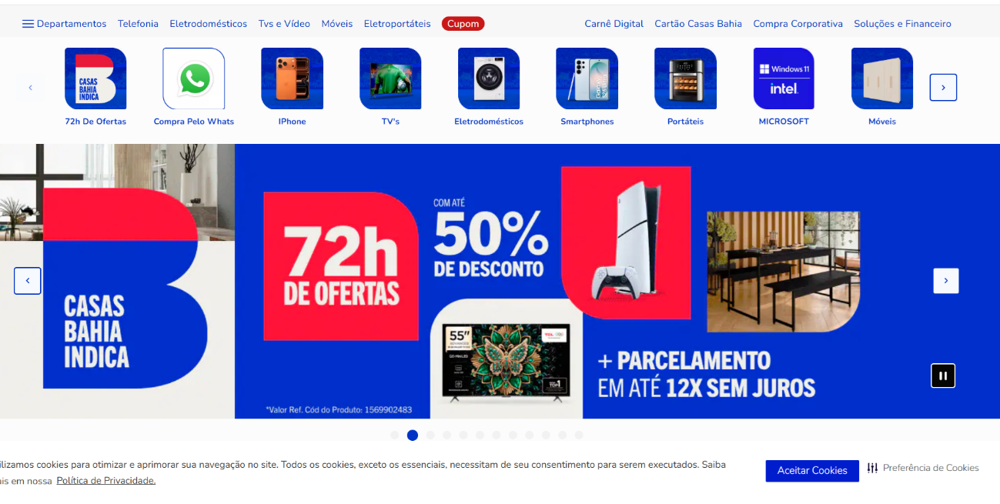 Departamentos Telefonia Eletrodomésticos Tvs e Vídeo Móveis Eletroportáteis Cupom Carnê Digital Cartão Casas Bahia Compra Corporativa Soluções e Financeiro
CASAS
BAHIA
INDICA
Windows 11
intel
72h De Ofertas Compra Pelo Whats IPhone TV's Eletrodomésticos Smartphones Portáteis MICROSOFT Móveis
CASAS
BAHIA
INDICA
72h
DE OFERTAS
COM ATÉ
50%
DE DESCONTO
55"
TCL
TOP1
+ PARCELAMENTO
EM ATÉ 12X SEM JUROS
*Valor Ref. Cód do Produto: 1569902483
ilizamos cookies para otimizar e aprimorar sua navegação no site. Todos os cookies, exceto os essenciais, necessitam de seu consentimento para serem executados. Saiba
ais em nossa Política de Privacidade.
Aceitar Cookies
Preferência de Cookies